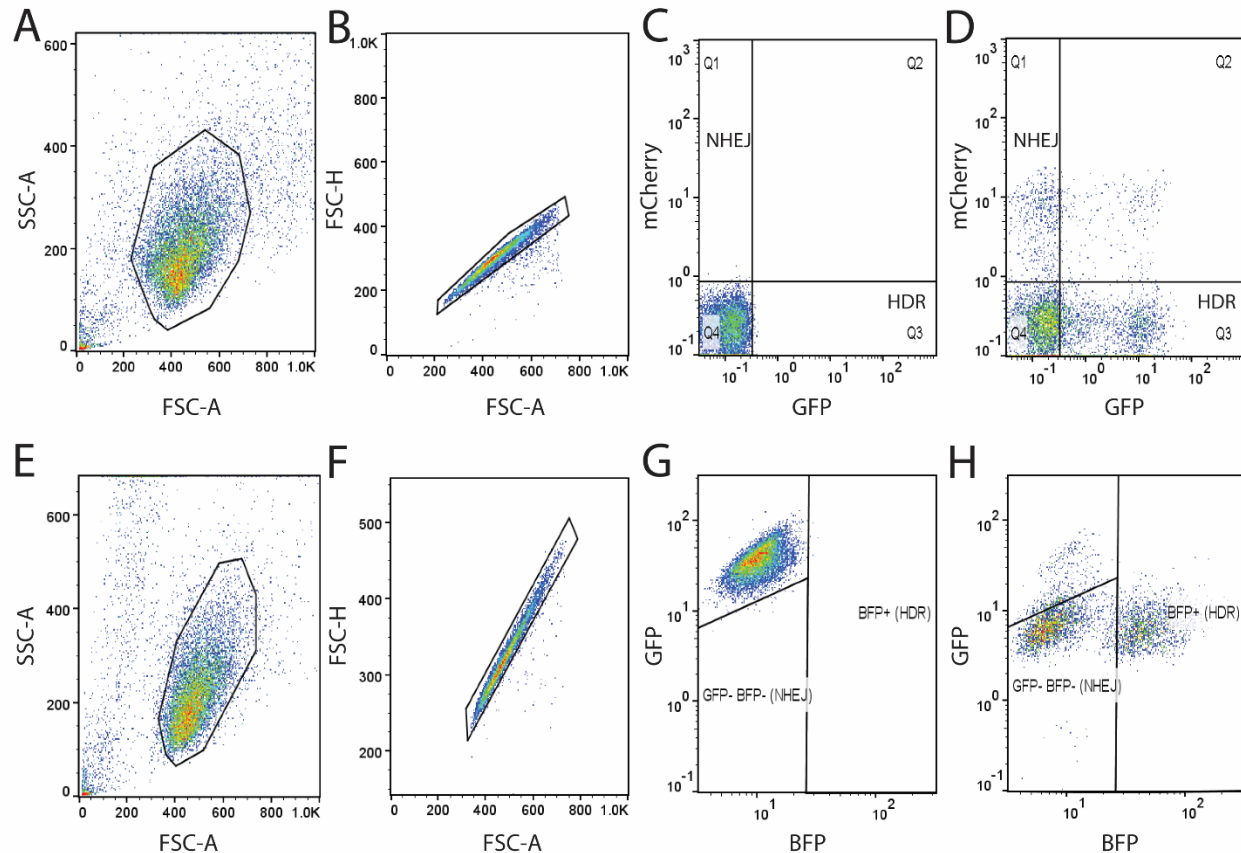 A
600
400
200
0
SSC-A
200 400 600 800 1.0K
FSC-A
B
1.0K
800
600
400
200
0
FSC-H
200 400 600 800 1.0K
FSC-A
C
10³
10²
10¹
10⁰
10⁻¹
mCherry
Q1 Q2
NHEJ
HDR
Q4 Q3
10⁻¹ 10⁰ 10¹ 10²
GFP
D
10³
10²
10¹
10⁰
10⁻¹
mCherry
Q1 Q2
NHEJ
HDR
Q4 Q3
10⁻¹ 10⁰ 10¹ 10²
GFP
E
600
400
200
0
SSC-A
0 200 400 600 800 1.0K
FSC-A
F
500
400
300
200
FSC-H
0 200 400 600 800 1.0K
FSC-A
G
10²
10¹
10⁰
10⁻¹
GFP
BFP+ (HDR)
GFP- BFP- (NHEJ)
10¹ 10²
BFP
H
10²
10¹
10⁰
10⁻¹
GFP
BFP+ (HDR)
GFP- BFP- (NHEJ)
10¹ 10²
BFP